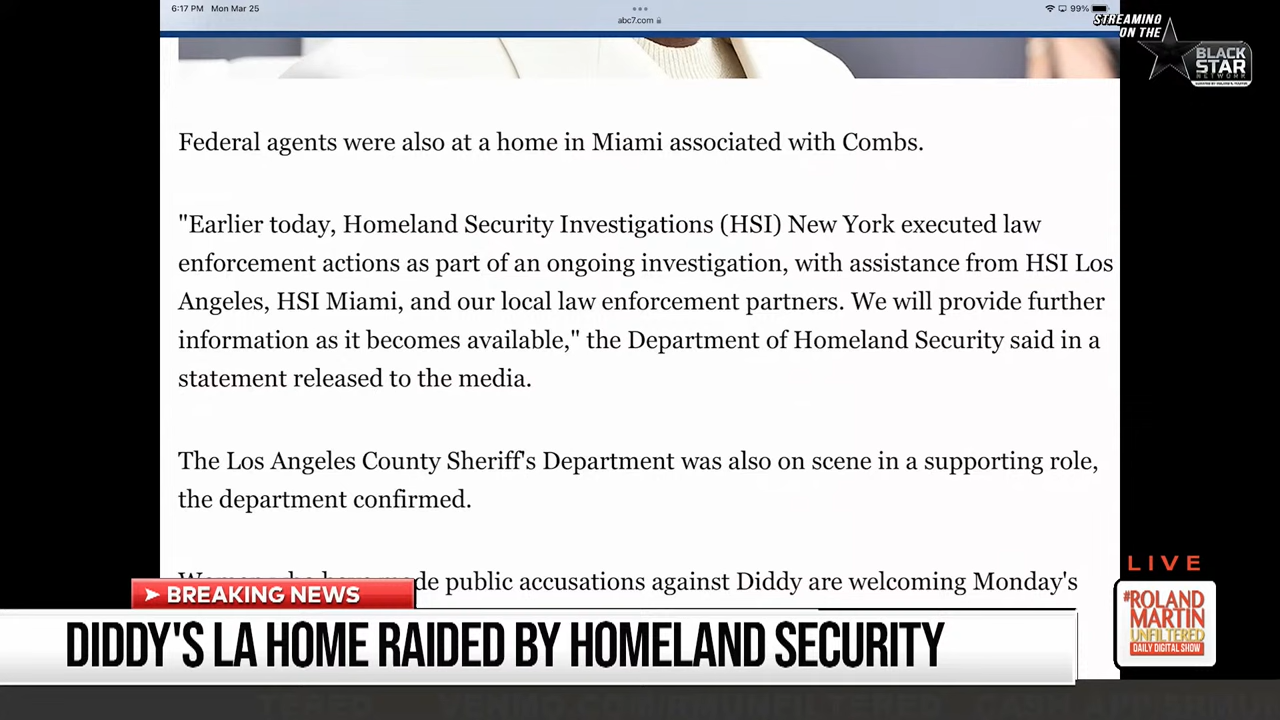 6:17 PM Mon Mar 25
abc7.com
99%
STREAMING
ON THE
BLACK
STAR
NETWORK
Federal agents were also at a home in Miami associated with Combs.
"Earlier today, Homeland Security Investigations (HSI) New York executed law
enforcement actions as part of an ongoing investigation, with assistance from HSI Los
Angeles, HSI Miami, and our local law enforcement partners. We will provide further
information as it becomes available," the Department of Homeland Security said in a
statement released to the media.
The Los Angeles County Sheriff's Department was also on scene in a supporting role,
the department confirmed.
public accusations against Diddy are welcoming Monday's
BREAKING NEWS
DIDDY'S LA HOME RAIDED BY HOMELAND SECURITY
LIVE
#ROLAND
MARTIN
UNFILTERED
DAILY DIGITAL SHOW